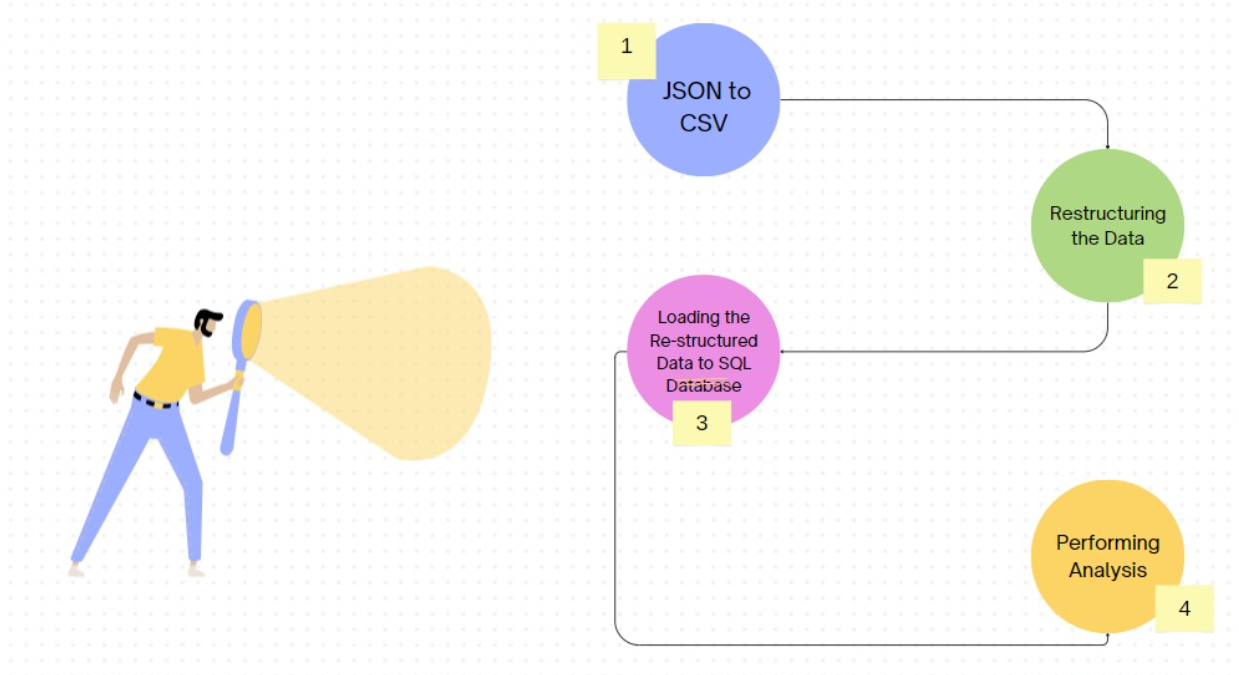 1
JSON to
CSV
Restructuring
the Data
2
Loading the
Re-structured
Data to SQL
Database
3
Performing
Analysis
4